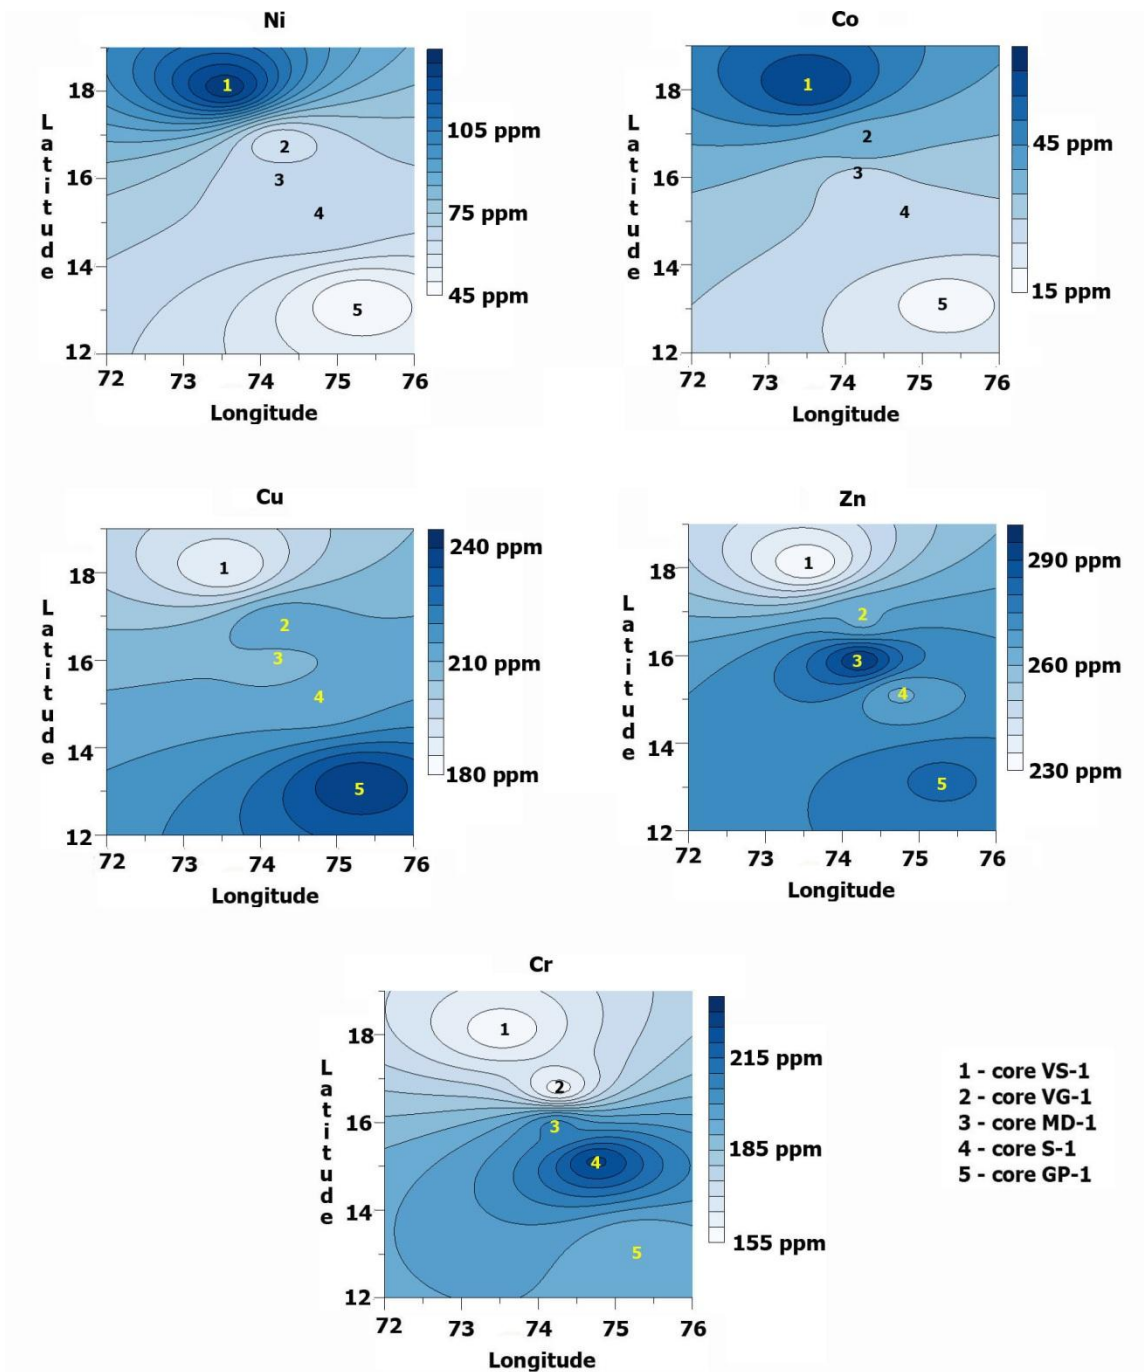 Ni
Latitude
18
16
14
12
72 73 74 75 76
Longitude
1
2
3
4
5
105 ppm
75 ppm
45 ppm
Co
Latitude
18
16
14
12
72 73 74 75 76
Longitude
1
2
3
4
5
45 ppm
15 ppm
Cu
Latitude
18
16
14
12
72 73 74 75 76
Longitude
1
2
3
4
5
240 ppm
210 ppm
180 ppm
Zn
Latitude
18
16
14
12
72 73 74 75 76
Longitude
1
2
3
4
5
290 ppm
260 ppm
230 ppm
Cr
Latitude
18
16
14
12
72 73 74 75 76
Longitude
1
2
3
4
5
215 ppm
185 ppm
155 ppm
1 - core VS-1
2 - core VG-1
3 - core MD-1
4 - core S-1
5 - core GP-1